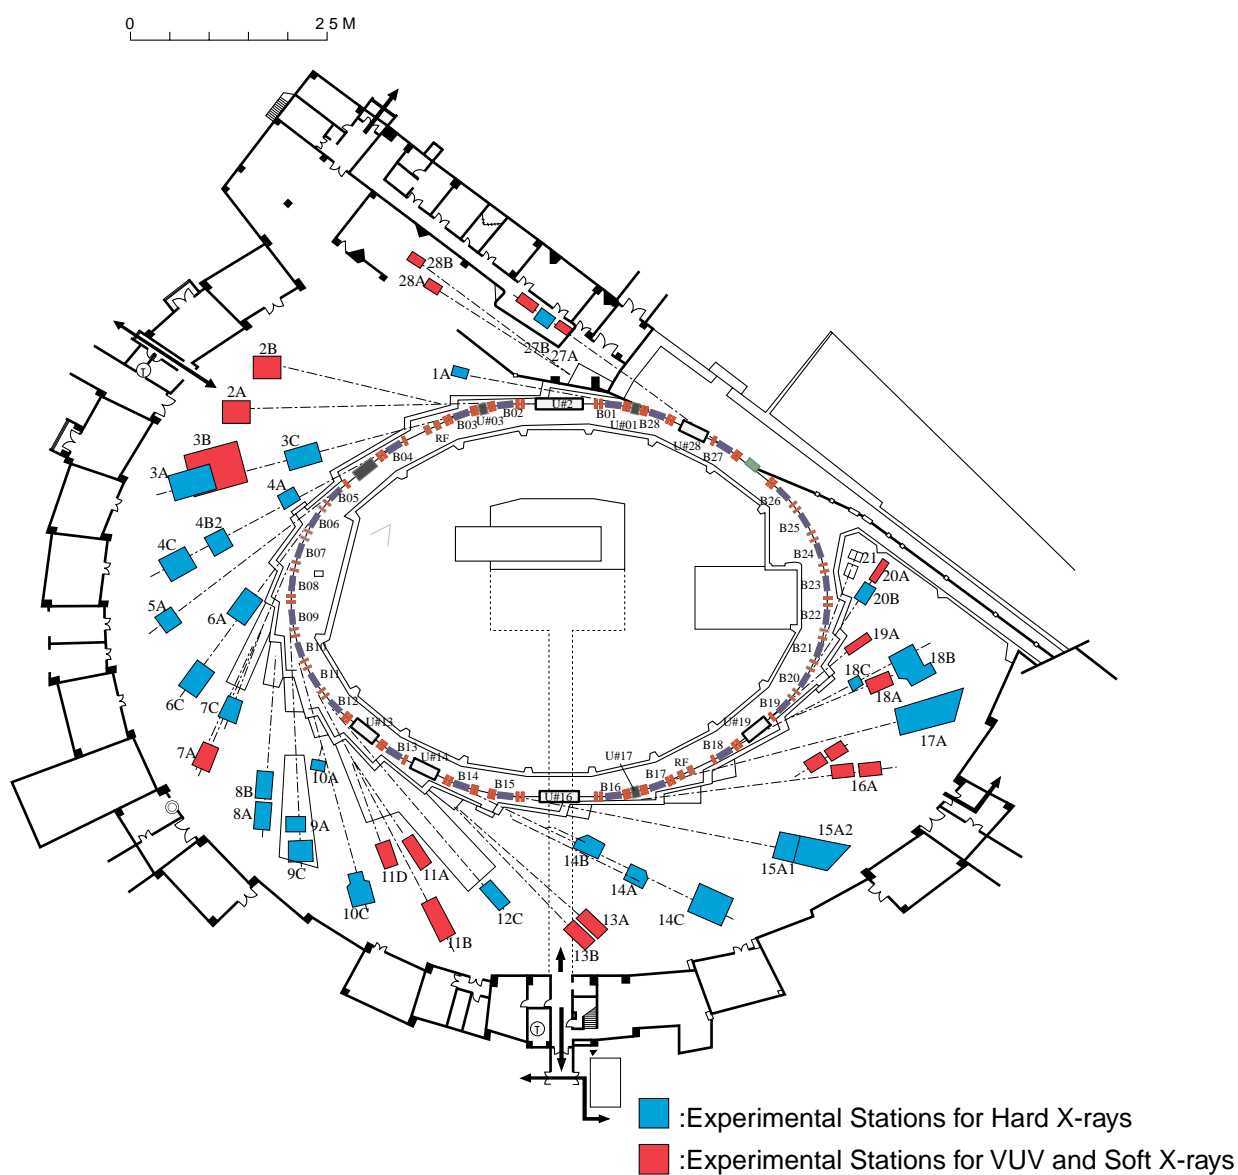 0 25M
28B
28A
27B
27A
2B
1A
2A
U#2
B02
B01
U#03
U#01
B28
B03
RF
U#28
3B
3C
B04
B27
3A
4A
B05
B26
4B2
B06
B25
4C
B07
B24
21
20A
5A
B08
B23
20B
6A
B09
B22
19A
B10
B21
18B
18C
6C
7C
B11
B20
18A
B12
B19
17A
U#13
U#19
7A
B13
U#14
U#17
B18
10A
B14
B17
RF
16A
8B
B15
U#16
B16
8A
9A
15A2
14B
15A1
9C
11D
11A
14A
10C
12C
13A
14C
11B
13B
T
T
:Experimental Stations for Hard X-rays
:Experimental Stations for VUV and Soft X-rays